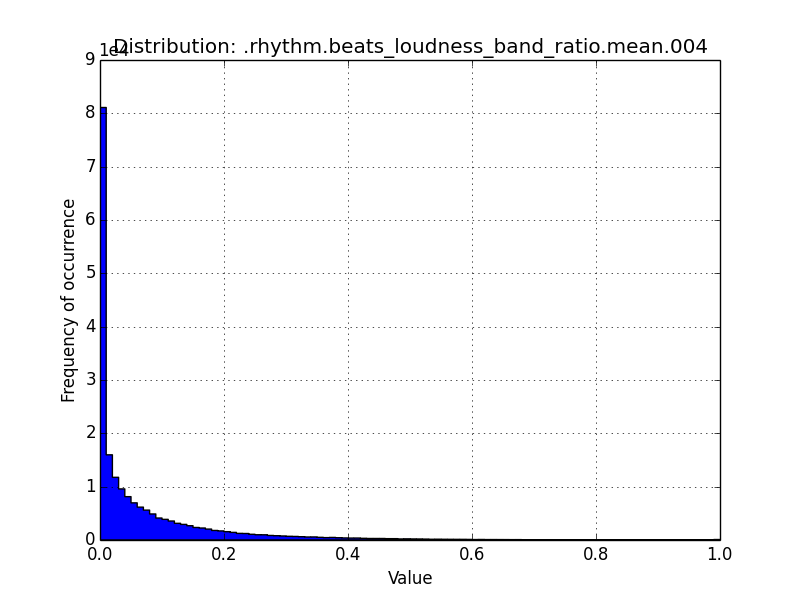 Distribution: .rhythm.beats_loudness_band_ratio.mean.004
1e4
9
8
7
6
5
4
3
2
1
0
Frequency of occurrence
0.0 0.2 0.4 0.6 0.8 1.0
Value